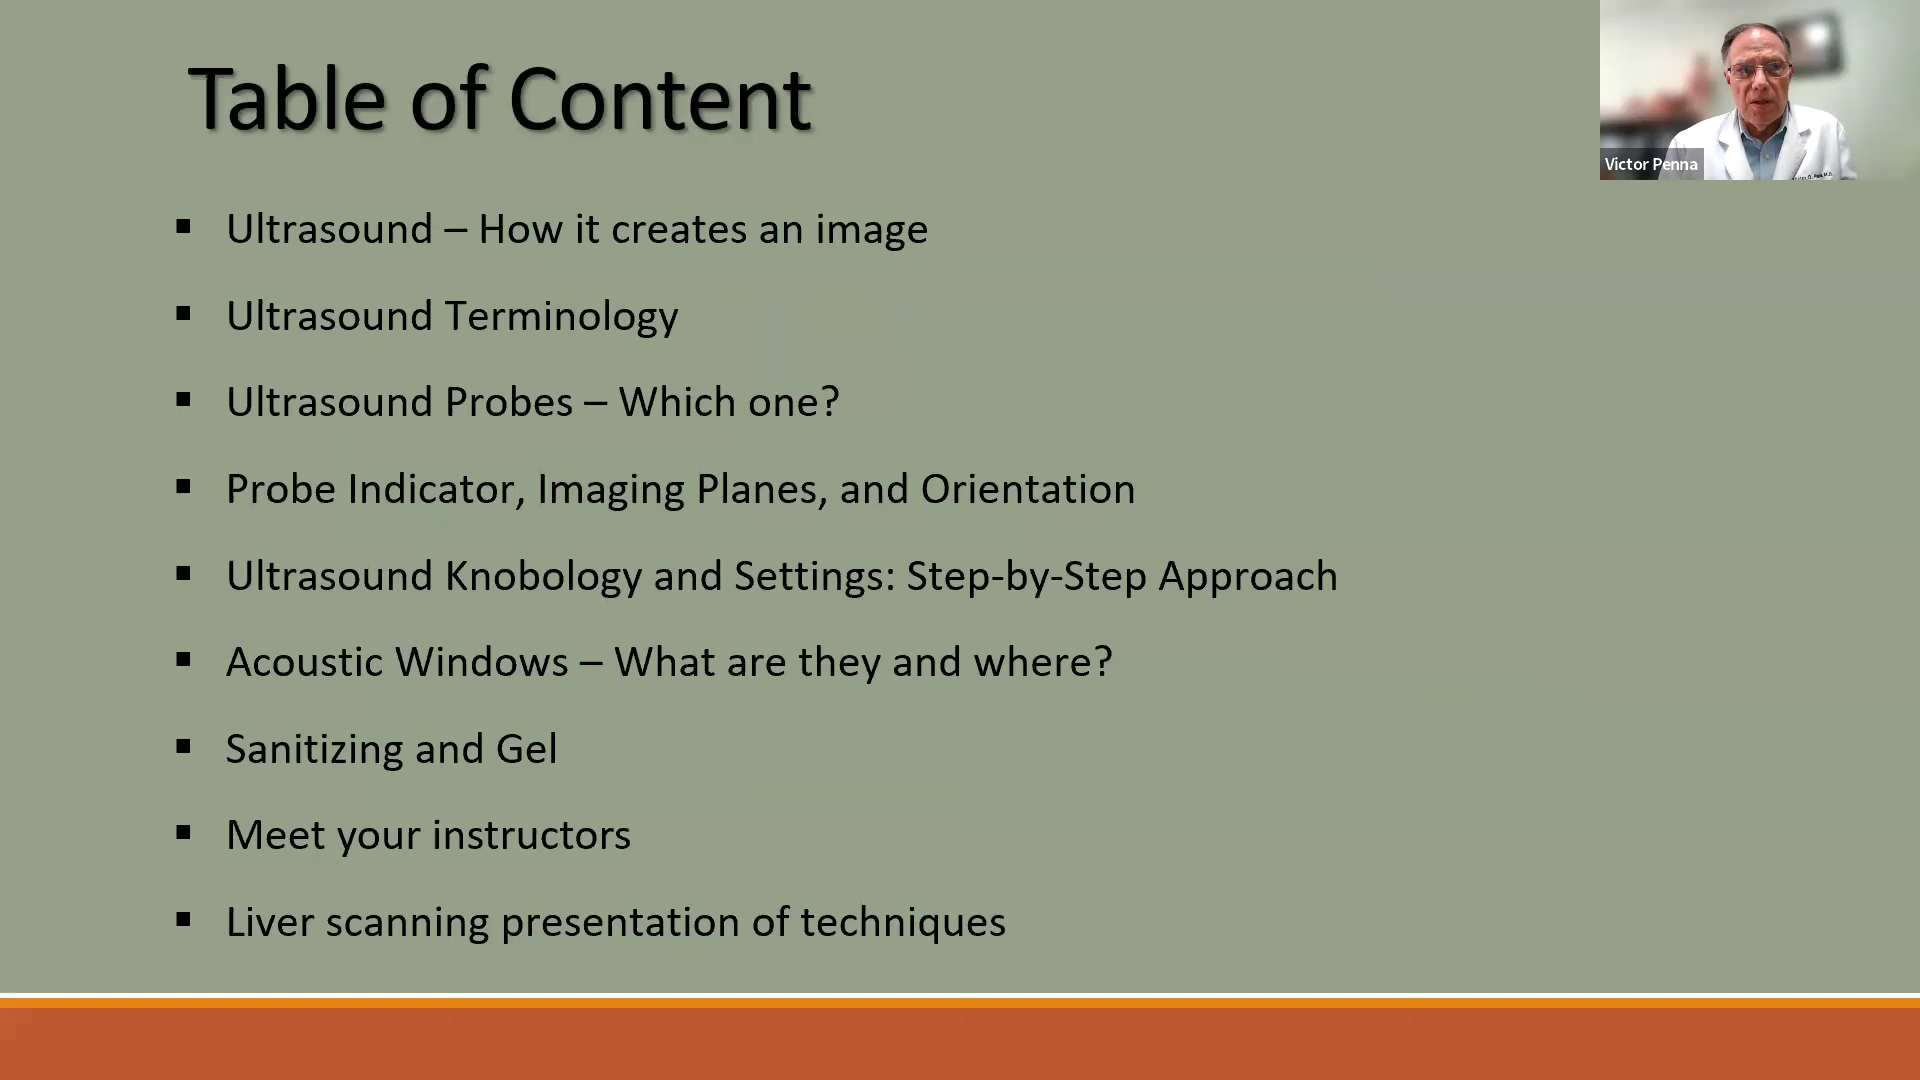 Table of Content
Victor Penna
▪ Ultrasound – How it creates an image
▪ Ultrasound Terminology
▪ Ultrasound Probes – Which one?
▪ Probe Indicator, Imaging Planes, and Orientation
▪ Ultrasound Knobology and Settings: Step-by-Step Approach
▪ Acoustic Windows – What are they and where?
▪ Sanitizing and Gel
▪ Meet your instructors
▪ Liver scanning presentation of techniques